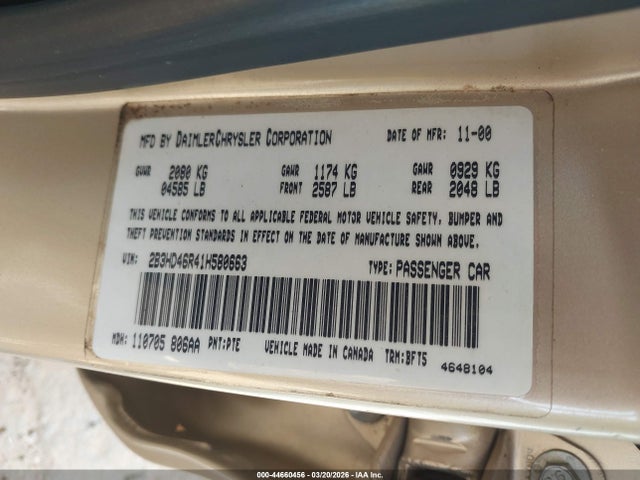 MFD BY DAIMLERCHRYSLER CORPORATION DATE OF MFR: 11-00
GVWR 2080 KG GAWR 1174 KG GAWR 0929 KG
04585 LB FRONT 2587 LB REAR 2048 LB
THIS VEHICLE CONFORMS TO ALL APPLICABLE FEDERAL MOTOR VEHICLE SAFETY, BUMPER AND
THEFT PREVENTION STANDARDS IN EFFECT ON THE DATE OF MANUFACTURE SHOWN ABOVE.
VIN: 2B3HD46R41H580663 TYPE: PASSENGER CAR
MDH: 110705 806AA PNT: PTE VEHICLE MADE IN CANADA TRM: BFT5
4648104
000-44660456 | 03/20/2026 | IAA Inc.